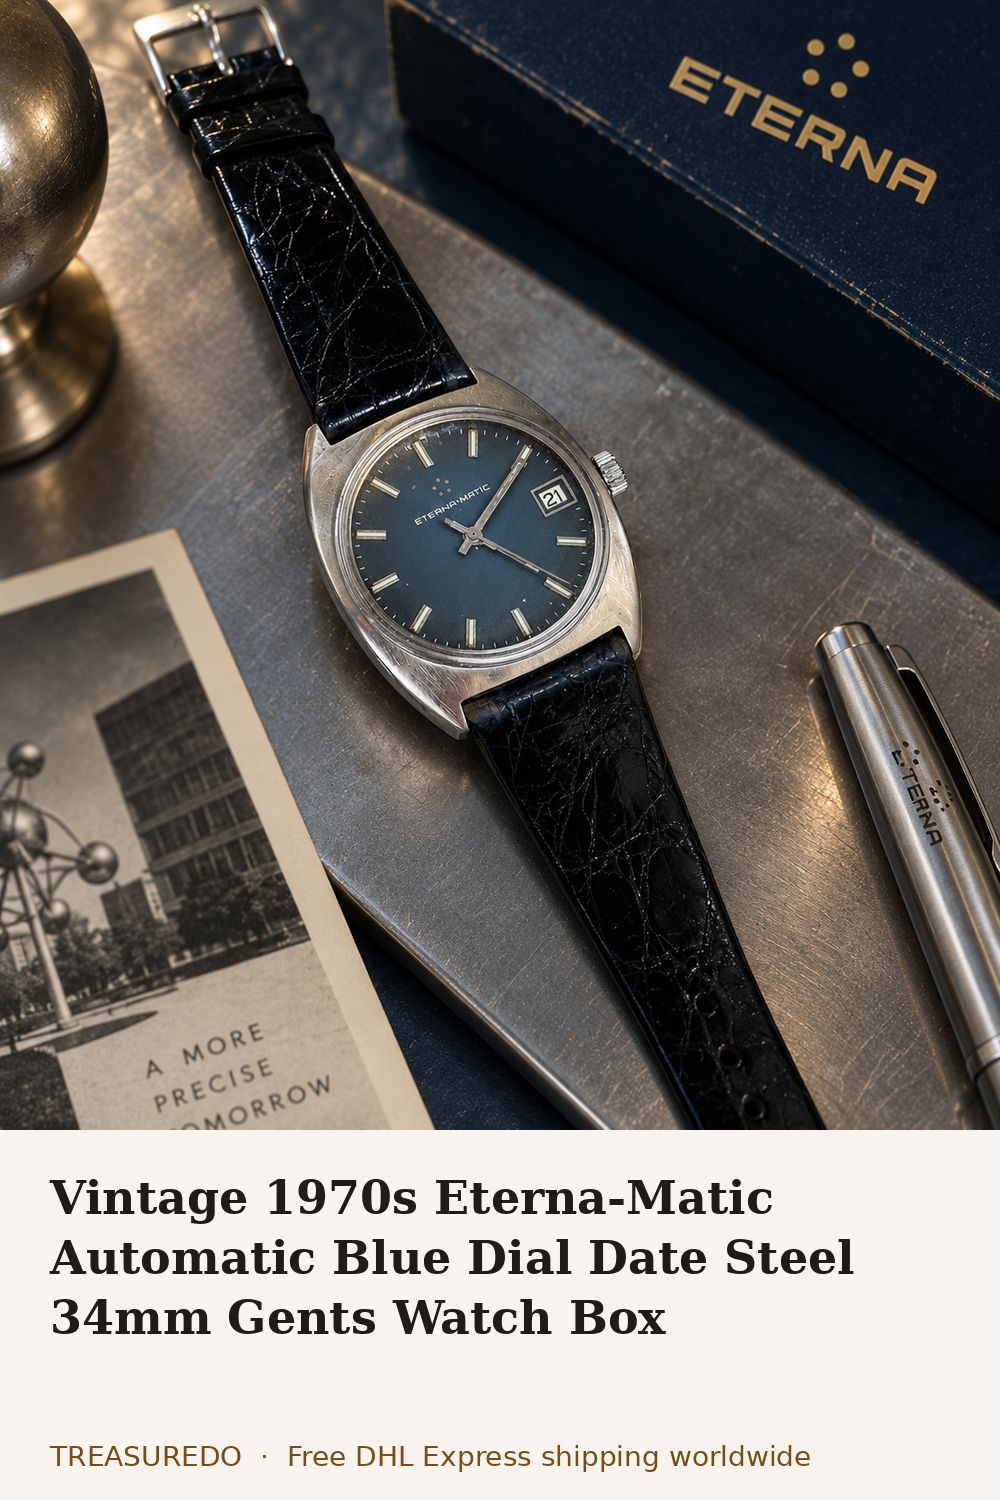 ETERNA
ETERNA·MATIC
21
ETERNA
A MORE
PRECISE
TOMORROW
Vintage 1970s Eterna-Matic
Automatic Blue Dial Date Steel
34mm Gents Watch Box
TREASUREDO · Free DHL Express shipping worldwide